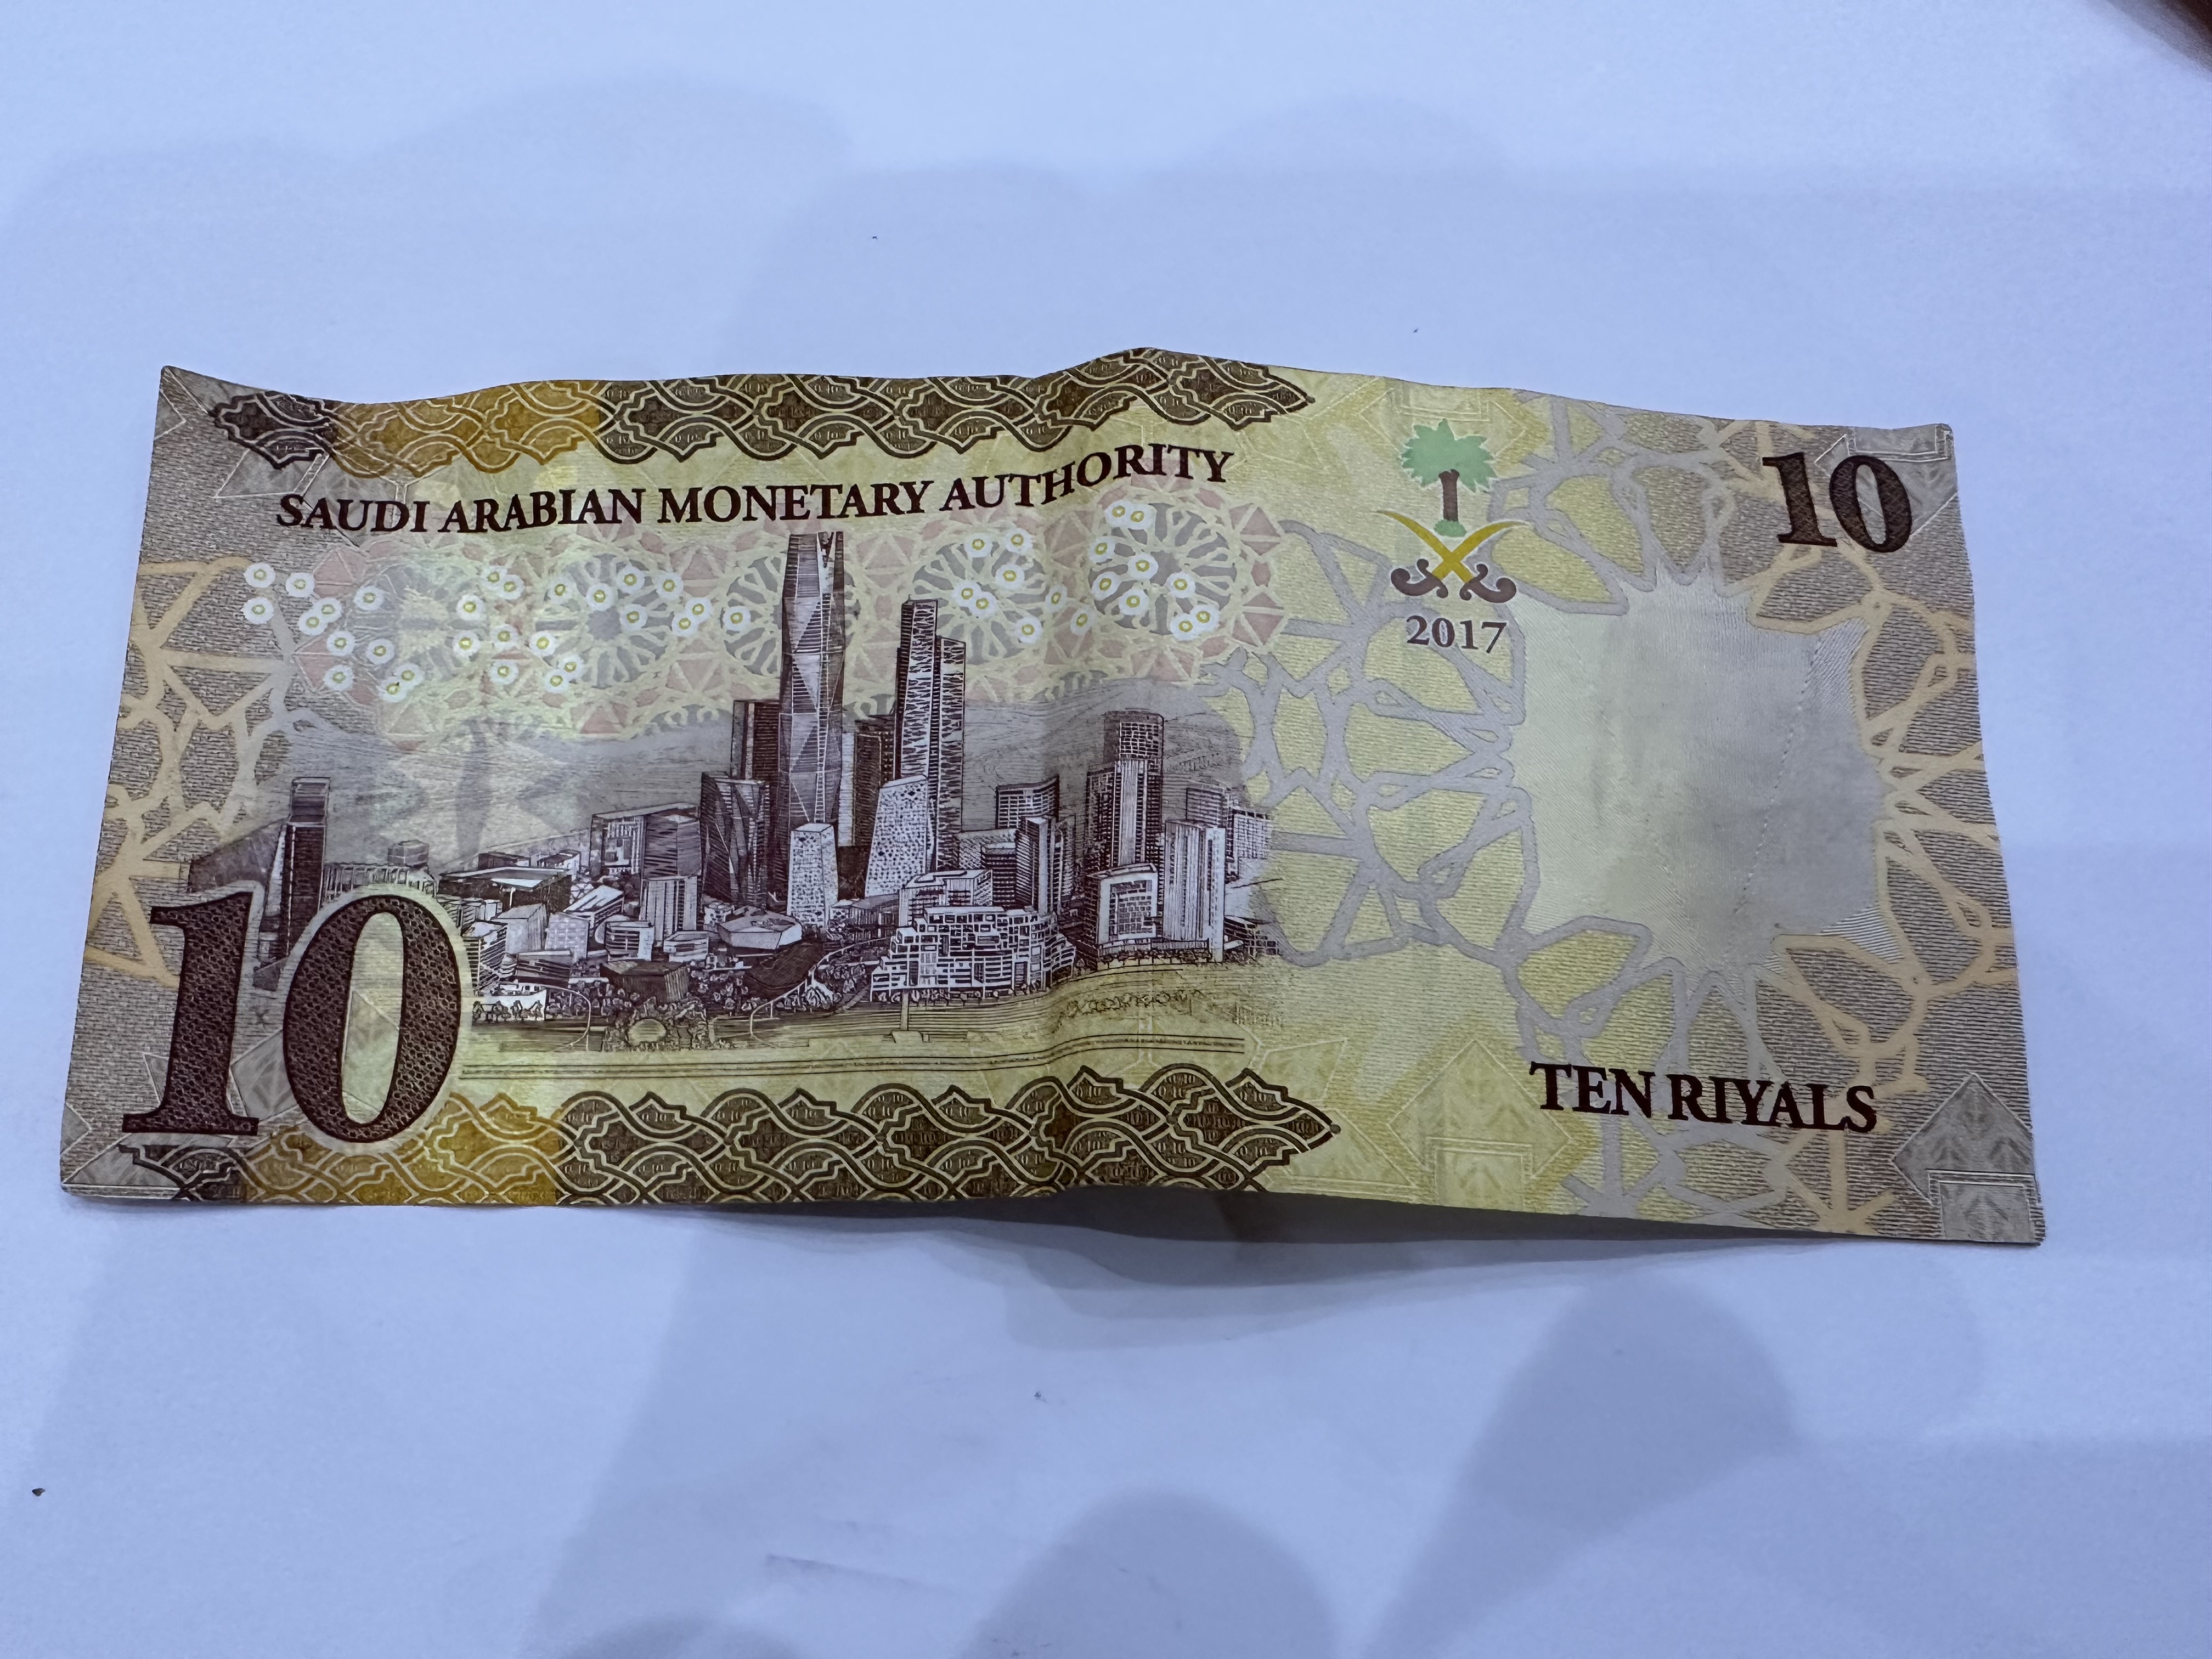 SAUDI ARABIAN MONETARY AUTHORITY
10
2017
10
TEN RIYALS